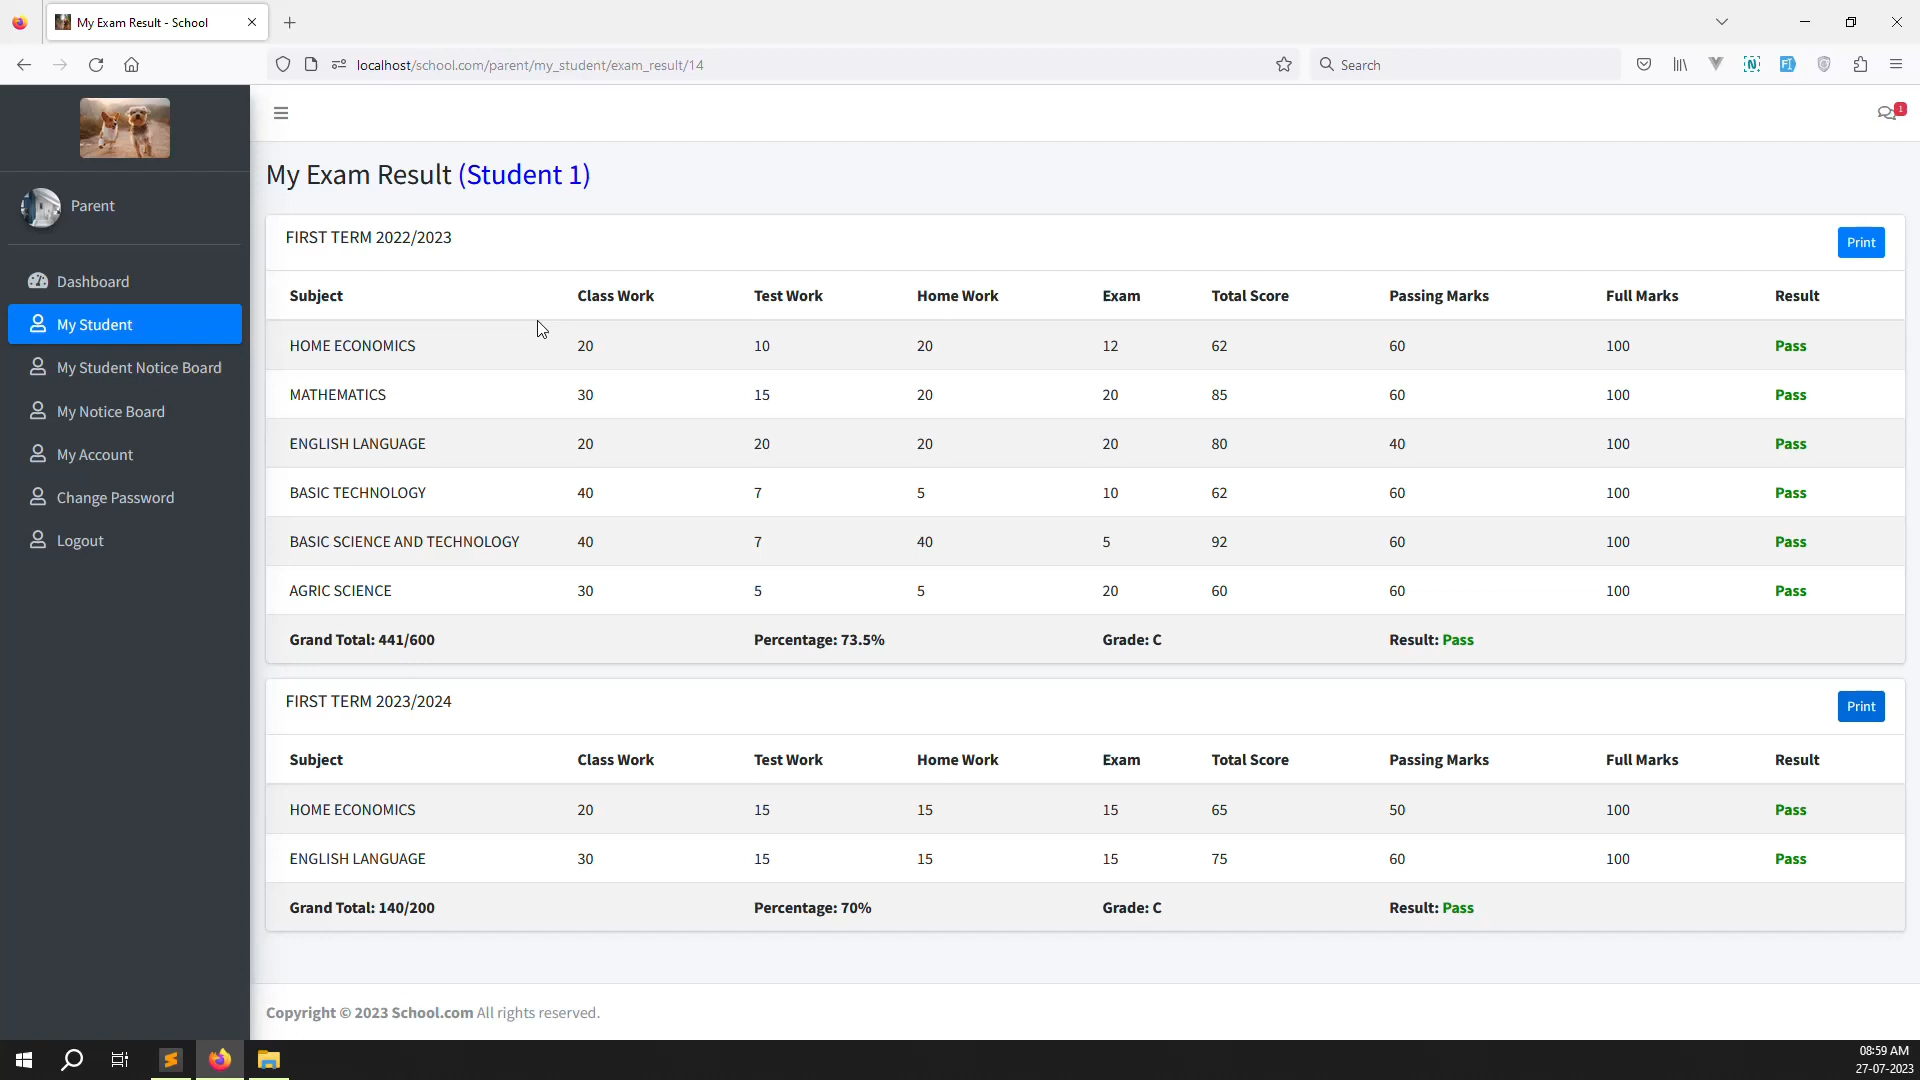 My Exam Result - School
localhost/school.com/parent/my_student/exam_result/14
Search
1
Parent
Dashboard
My Student
My Student Notice Board
My Notice Board
My Account
Change Password
Logout
My Exam Result (Student 1)
FIRST TERM 2022/2023 Print
Subject Class Work Test Work Home Work Exam Total Score Passing Marks Full Marks Result
HOME ECONOMICS 20 10 20 12 62 60 100 Pass
MATHEMATICS 30 15 20 20 85 60 100 Pass
ENGLISH LANGUAGE 20 20 20 20 80 40 100 Pass
BASIC TECHNOLOGY 40 7 5 10 62 60 100 Pass
BASIC SCIENCE AND TECHNOLOGY 40 7 40 5 92 60 100 Pass
AGRIC SCIENCE 30 5 5 20 60 60 100 Pass
Grand Total: 441/600 Percentage: 73.5% Grade: C Result: Pass
FIRST TERM 2023/2024 Print
Subject Class Work Test Work Home Work Exam Total Score Passing Marks Full Marks Result
HOME ECONOMICS 20 15 15 15 65 50 100 Pass
ENGLISH LANGUAGE 30 15 15 15 75 60 100 Pass
Grand Total: 140/200 Percentage: 70% Grade: C Result: Pass
Copyright © 2023 School.com All rights reserved.
08:59 AM
27-07-2023